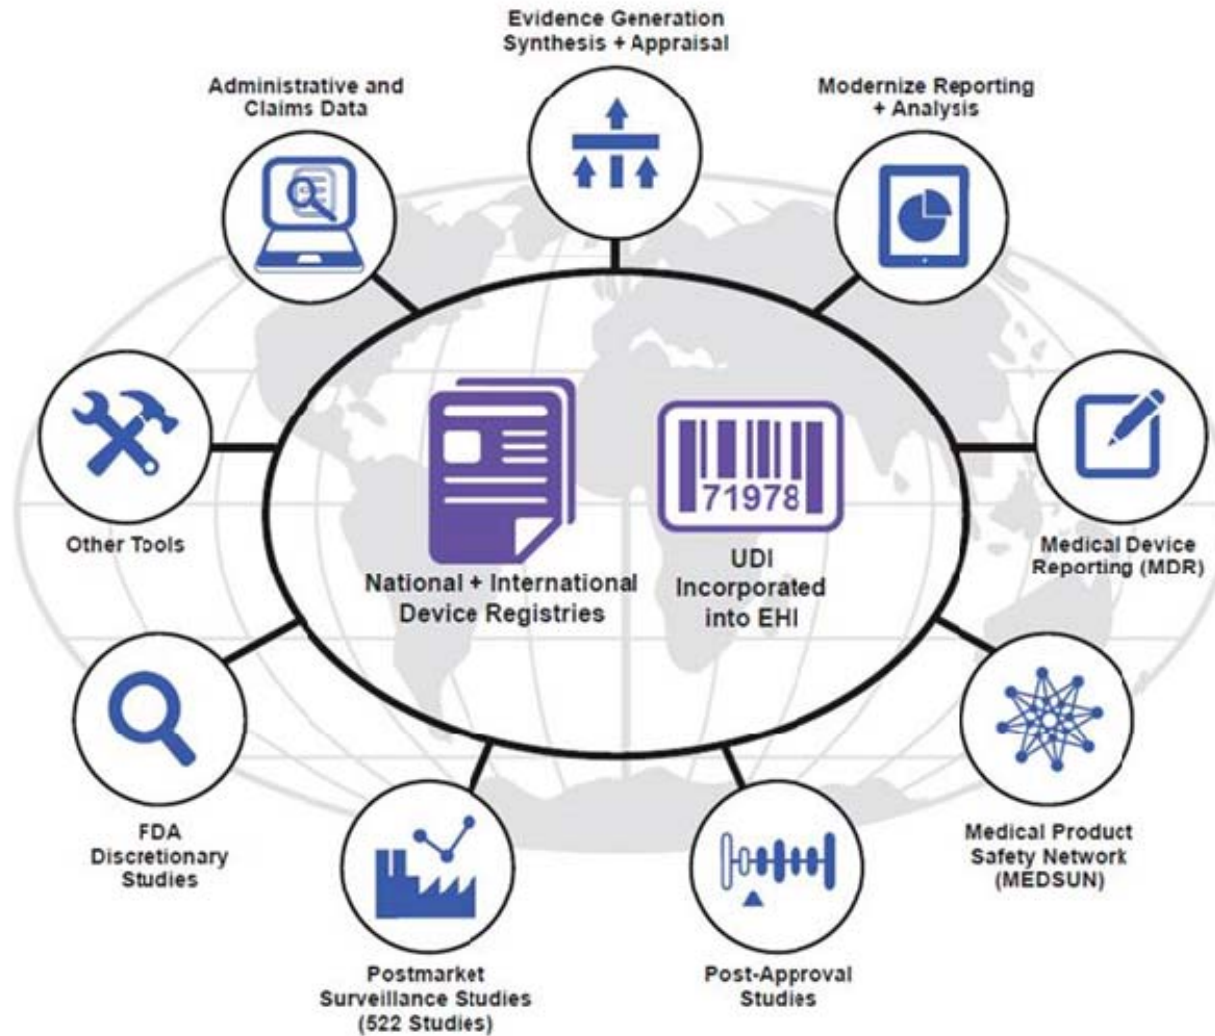 Evidence Generation
Synthesis + Appraisal
Administrative and
Claims Data
Modernize Reporting
+ Analysis
71978
Other Tools
National + International
Device Registries
UDI
Incorporated
into EHI
Medical Device
Reporting (MDR)
FDA
Discretionary
Studies
Medical Product
Safety Network
(MEDSUN)
Postmarket
Surveillance Studies
(522 Studies)
Post-Approval
Studies